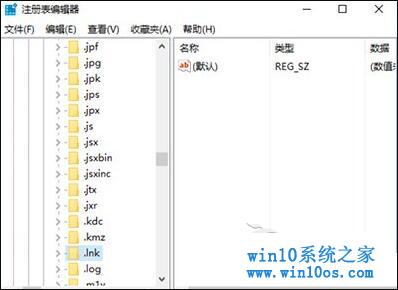 注册表编辑器
文件(F) 编辑(E) 查看(V) 收藏夹(A) 帮助(H)
.jpf
.jpg
.jpk
.jps
.jpx
.js
.jsx
.jsxbin
.jsxinc
.jtx
.jxr
.kdc
.kmz
.lnk
.log
.m1v
名称 类型 数据
ab (默认) REG_SZ (数值
win10系统之家
www.win10os.com